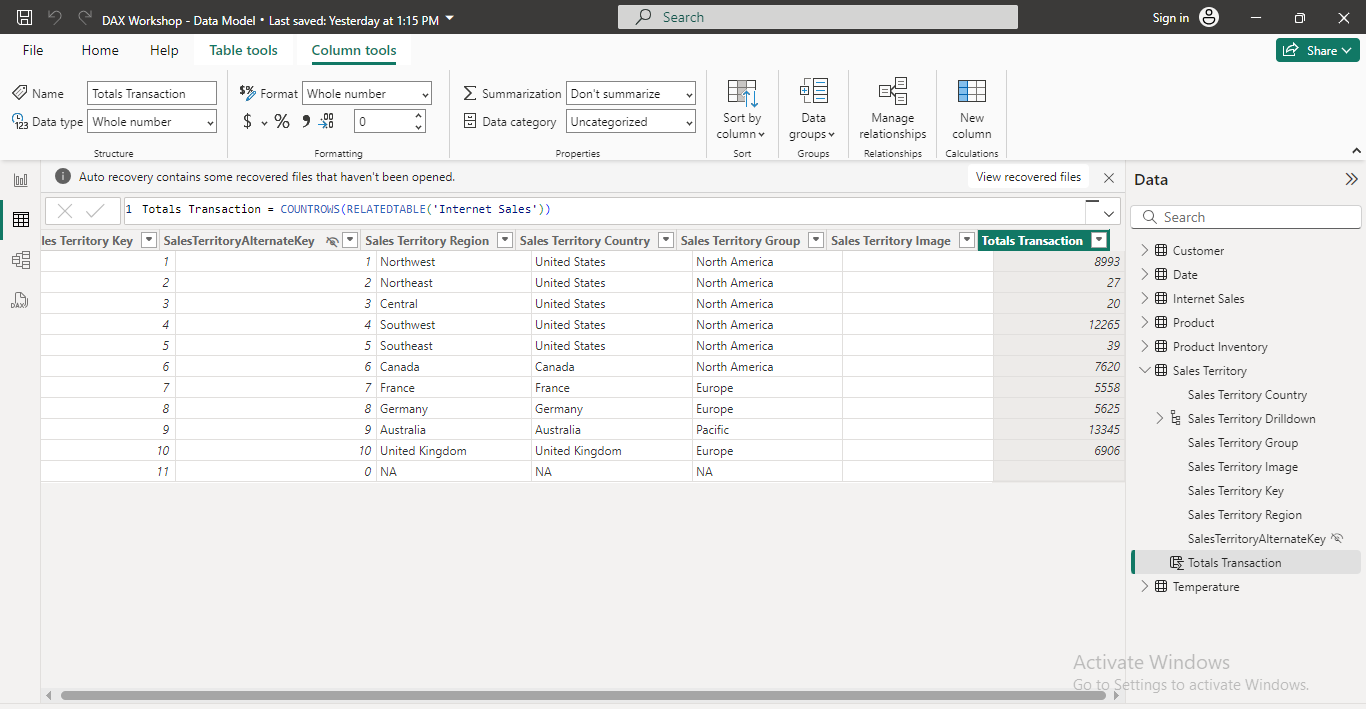 DAX Workshop - Data Model • Last saved: Yesterday at 1:15 PM
Search
Sign in
File Home Help Table tools Column tools
Share
Name Totals Transaction
Data type Whole number
Structure
$% Format Whole number
$ % 9 .00 0
Formatting
Summarization Don't summarize
Data category Uncategorized
Properties
Sort by
column
Sort
Data
groups
Groups
Manage
relationships
Relationships
New
column
Calculations
Auto recovery contains some recovered files that haven't been opened.
View recovered files
1 Totals Transaction = COUNTROWS(RELATEDTABLE('Internet Sales'))
les Territory Key SalesTerritoryAlternateKey Sales Territory Region Sales Territory Country Sales Territory Group Sales Territory Image Totals Transaction
1 1 Northwest United States North America 8993
2 2 Northeast United States North America 27
3 3 Central United States North America 20
4 4 Southwest United States North America 12265
5 5 Southeast United States North America 39
6 6 Canada Canada North America 7620
7 7 France France Europe 5558
8 8 Germany Germany Europe 5625
9 9 Australia Australia Pacific 13345
10 10 United Kingdom United Kingdom Europe 6906
11 0 NA NA NA
Data
Search
Customer
Date
Internet Sales
Product
Product Inventory
Sales Territory
Sales Territory Country
Sales Territory Drilldown
Sales Territory Group
Sales Territory Image
Sales Territory Key
Sales Territory Region
SalesTerritoryAlternateKey
Totals Transaction
Temperature
Activate Windows
Go to Settings to activate Windows.